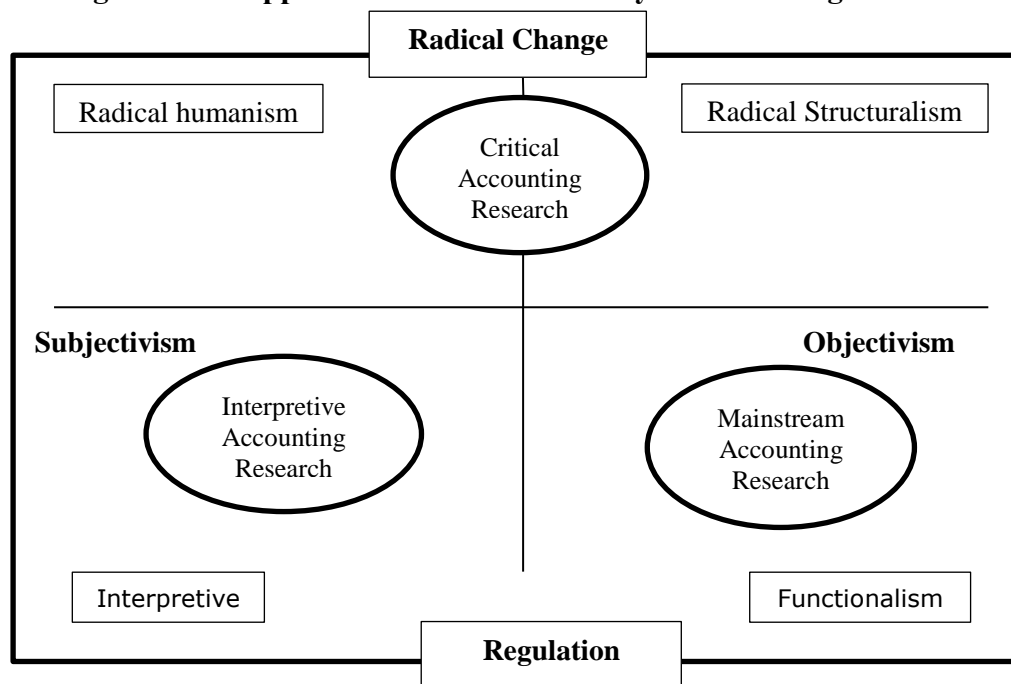 Radical Change
Radical humanism
Radical Structuralism
Critical
Accounting
Research
Subjectivism
Objectivism
Interpretive
Accounting
Research
Mainstream
Accounting
Research
Interpretive
Functionalism
Regulation